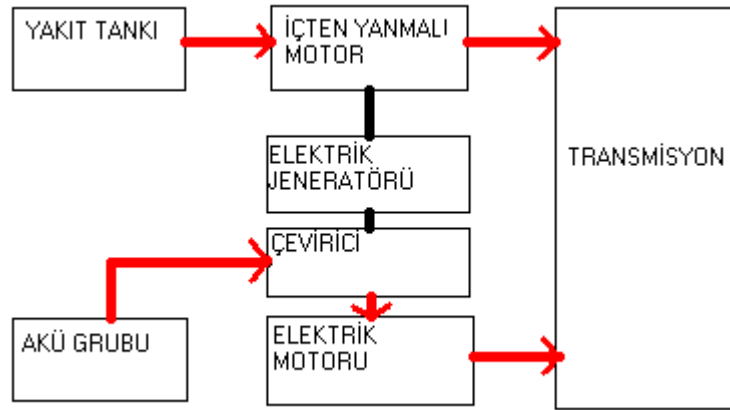 YAKIT TANKI
İÇTEN YANMALI
MOTOR
ELEKTRİK
JENERATÖRÜ
TRANSMİSYON
ÇEVİRİCİ
AKÜ GRUBU
ELEKTRİK
MOTORU